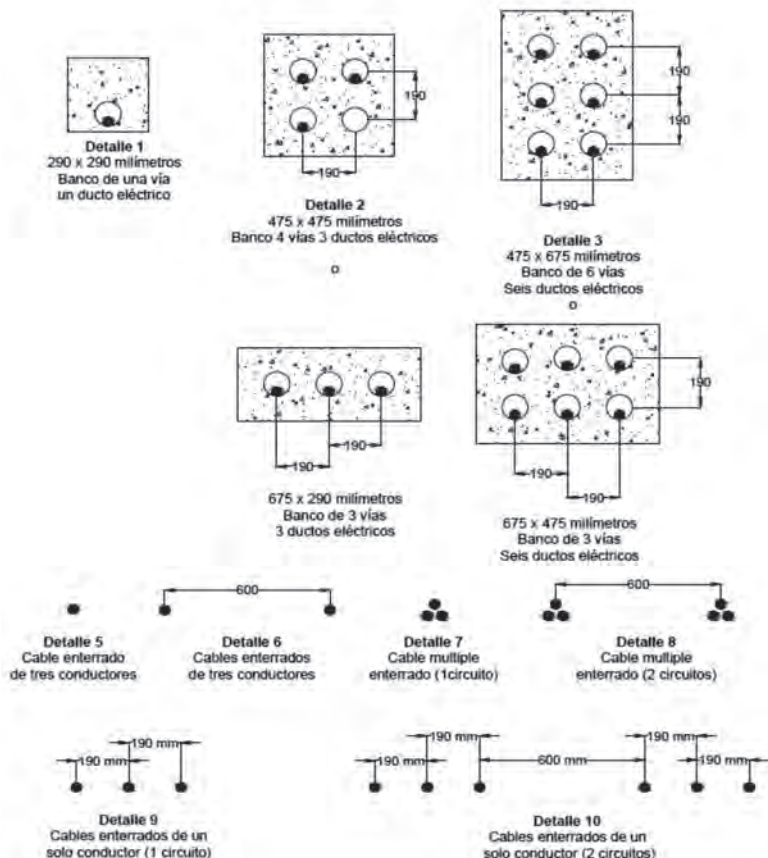 Detalle 1
290 x 290 milímetros
Banco de una vía
un ducto eléctrico
190
190
Detalle 2
475 x 475 milímetros
Banco 4 vías 3 ductos eléctricos
o
190
190
190
Detalle 3
475 x 675 milímetros
Banco de 6 vías
Seis ductos eléctricos
o
190
190
675 x 290 milímetros
Banco de 3 vías
3 ductos eléctricos
190
190
190
675 x 475 milímetros
Banco de 3 vías
Seis ductos eléctricos
Detalle 5
Cable enterrado
de tres conductores
600
Detalle 6
Cables enterrados
de tres conductores
Detalle 7
Cable multiple
enterrado (1circuito)
600
Detalle 8
Cable multiple
enterrado (2 circuitos)
190 mm
190 mm
Detalle 9
Cables enterrados de un
solo conductor (1 circuito)
190 mm
190 mm
600 mm
190 mm
190 mm
Detalle 10
Cables enterrados de un
solo conductor (2 circuitos)